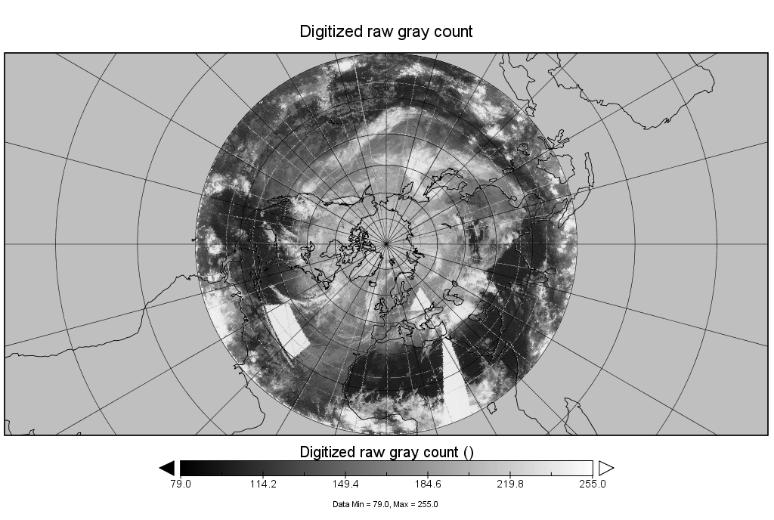 Digitized raw gray count
Digitized raw gray count ()
79.0 114.2 149.4 184.6 219.8 255.0
Data Min = 79.0, Max = 255.0